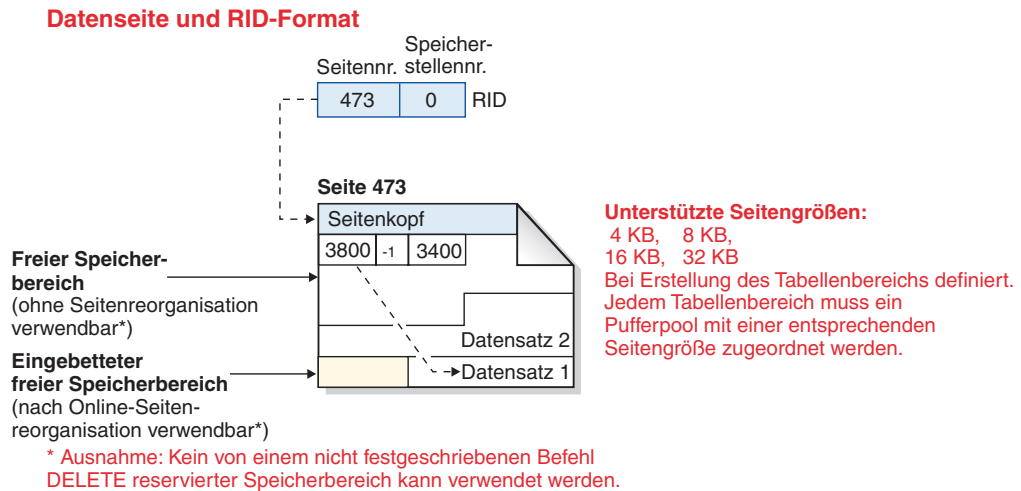 Datenseite und RID-Format
Speicher-
Seitennr. stellennr.
473 0 RID
Seite 473
Seitenkopf
3800 -1 3400
Datensatz 2
Datensatz 1
Freier Speicher-
bereich
(ohne Seitenreorganisation
verwendbar*)
Eingebetteter
freier Speicherbereich
(nach Online-Seiten-
reorganisation verwendbar*)
Unterstützte Seitengrößen:
4 KB, 8 KB,
16 KB, 32 KB
Bei Erstellung des Tabellenbereichs definiert.
Jedem Tabellenbereich muss ein
Pufferpool mit einer entsprechenden
Seitengröße zugeordnet werden.
* Ausnahme: Kein von einem nicht festgeschriebenen Befehl
DELETE reservierter Speicherbereich kann verwendet werden.